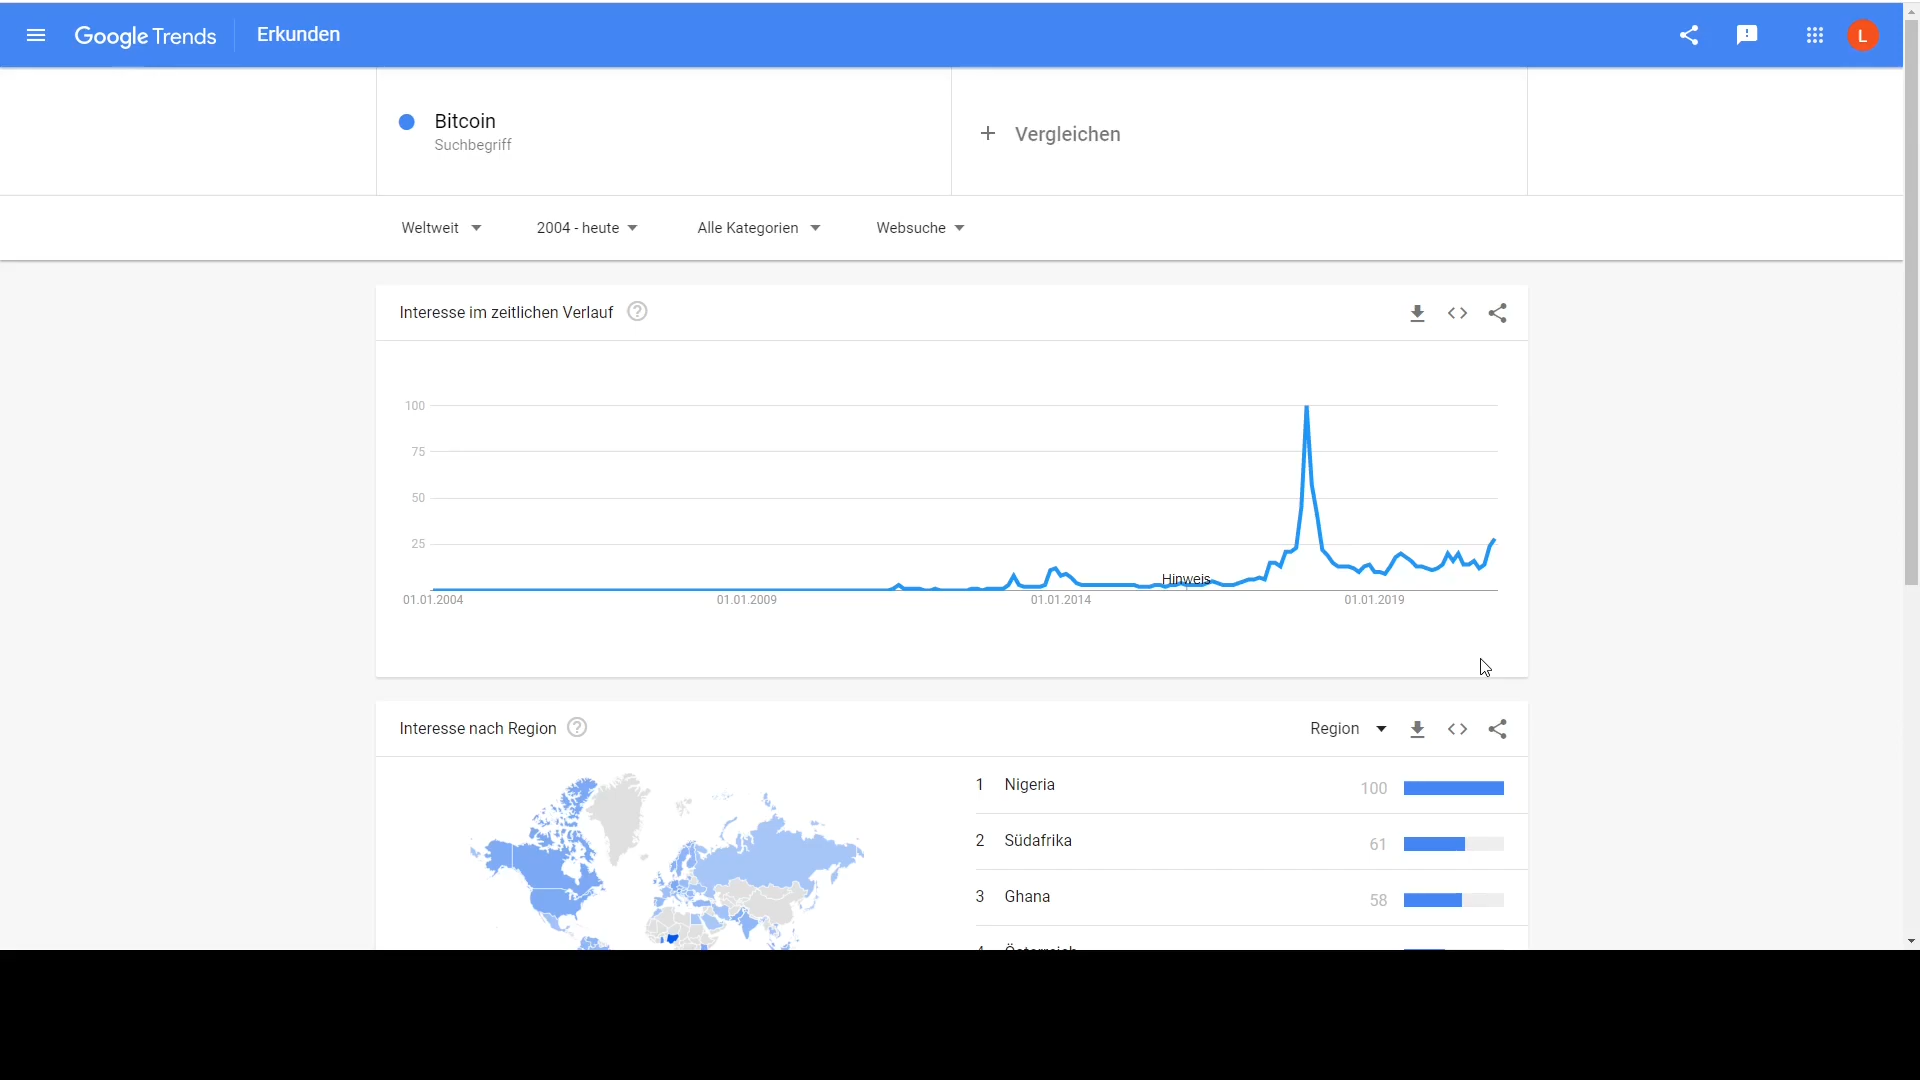 Google Trends Erkunden L
Bitcoin
Suchbegriff
+ Vergleichen
Weltweit 2004 - heute Alle Kategorien Websuche
Interesse im zeitlichen Verlauf ?
100
75
50
25
Hinweis
01.01.2004 01.01.2009 01.01.2014 01.01.2019
Interesse nach Region ? Region
1 Nigeria 100
2 Südafrika 61
3 Ghana 58
4 Österreich